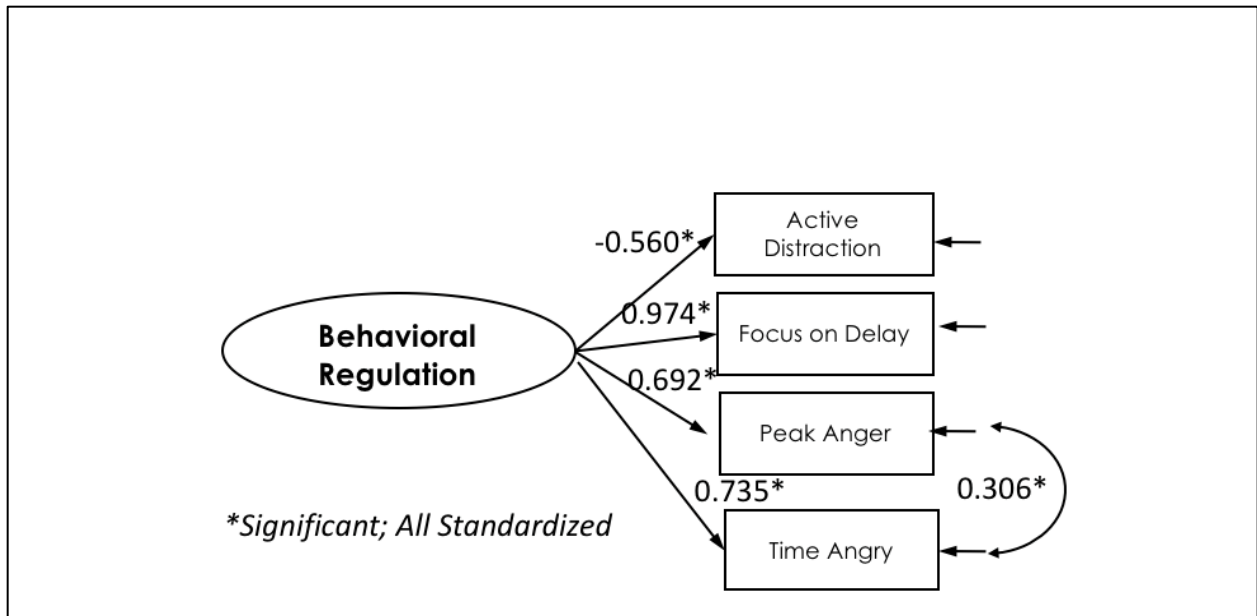 Active
Distraction
-0.560*
0.974*
Focus on Delay
Behavioral
Regulation
0.692*
Peak Anger
0.735*
0.306*
*Significant; All Standardized
Time Angry